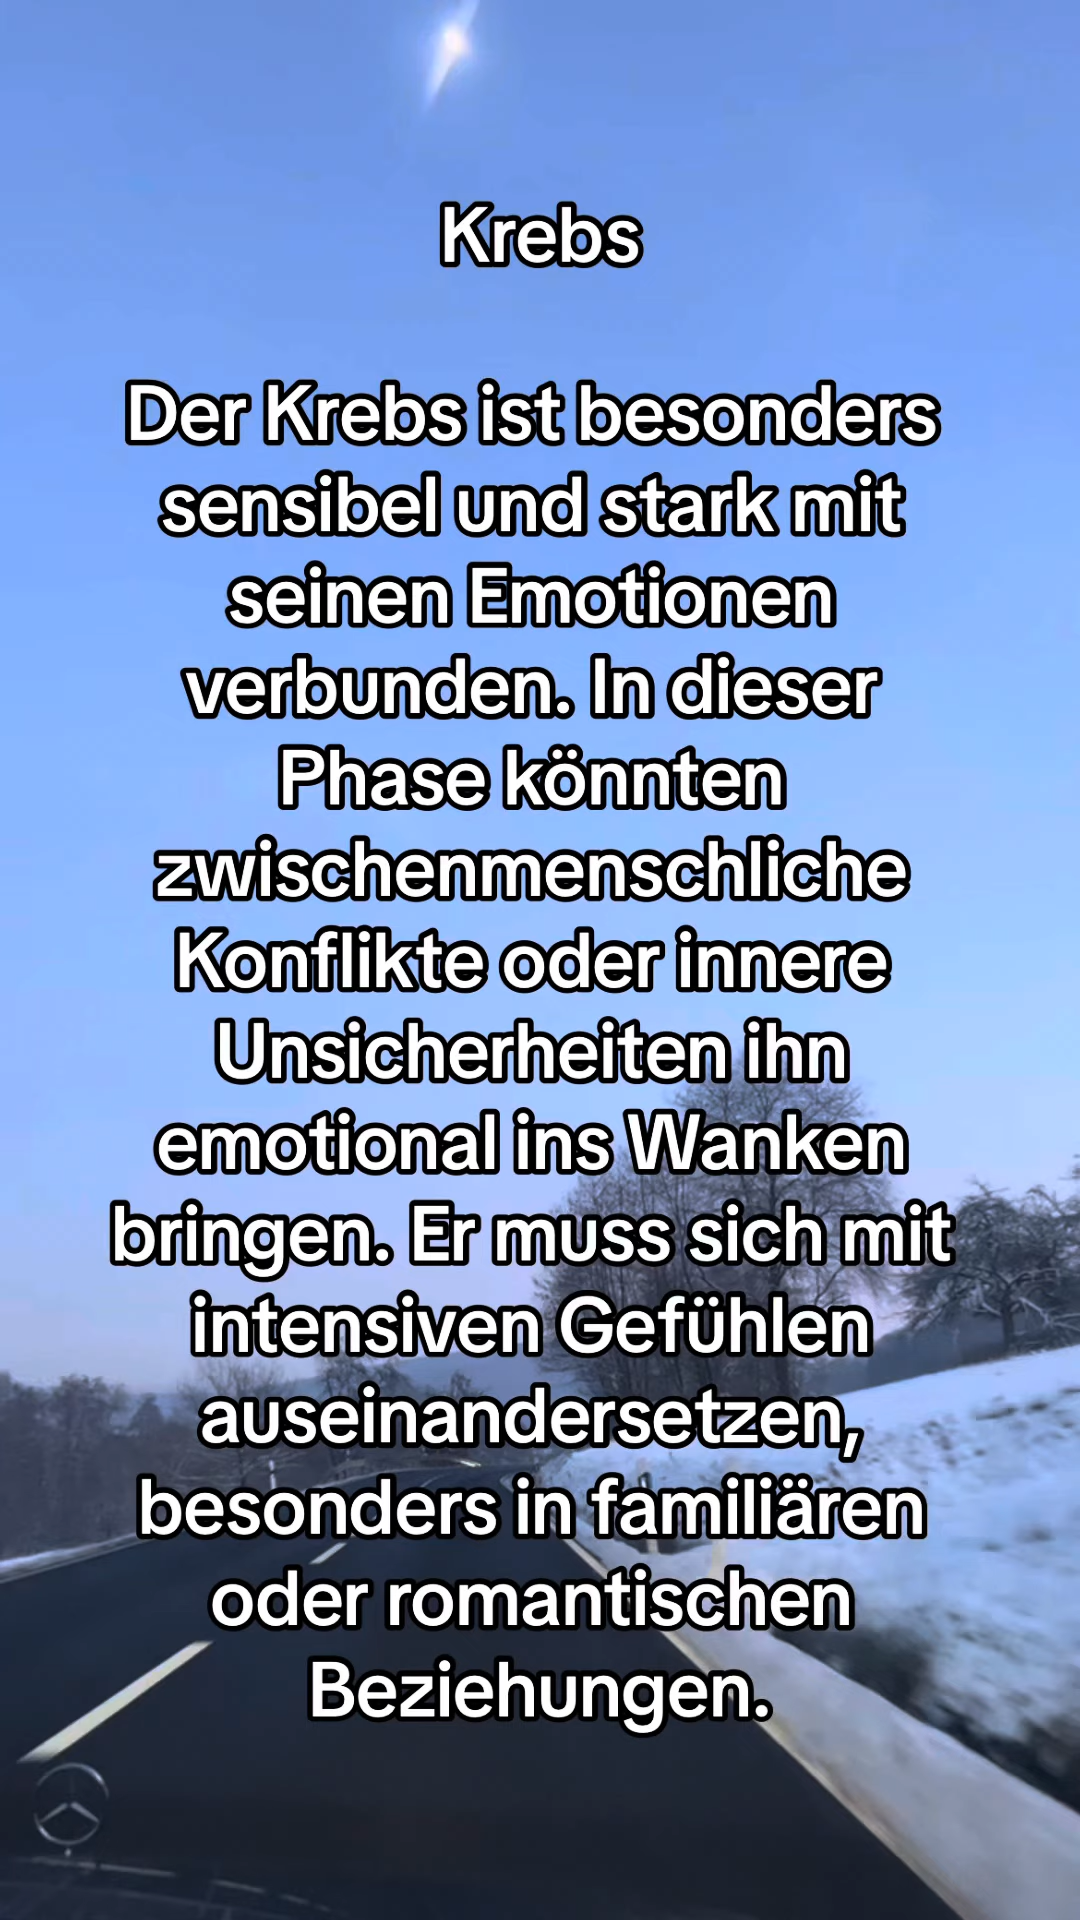 Krebs
Der Krebs ist besonders
sensibel und stark mit
seinen Emotionen
verbunden. In dieser
Phase könnten
zwischenmenschliche
Konflikte oder innere
Unsicherheiten ihn
emotional ins Wanken
bringen. Er muss sich mit
intensiven Gefühlen
auseinandersetzen,
besonders in familiären
oder romantischen
Beziehungen.